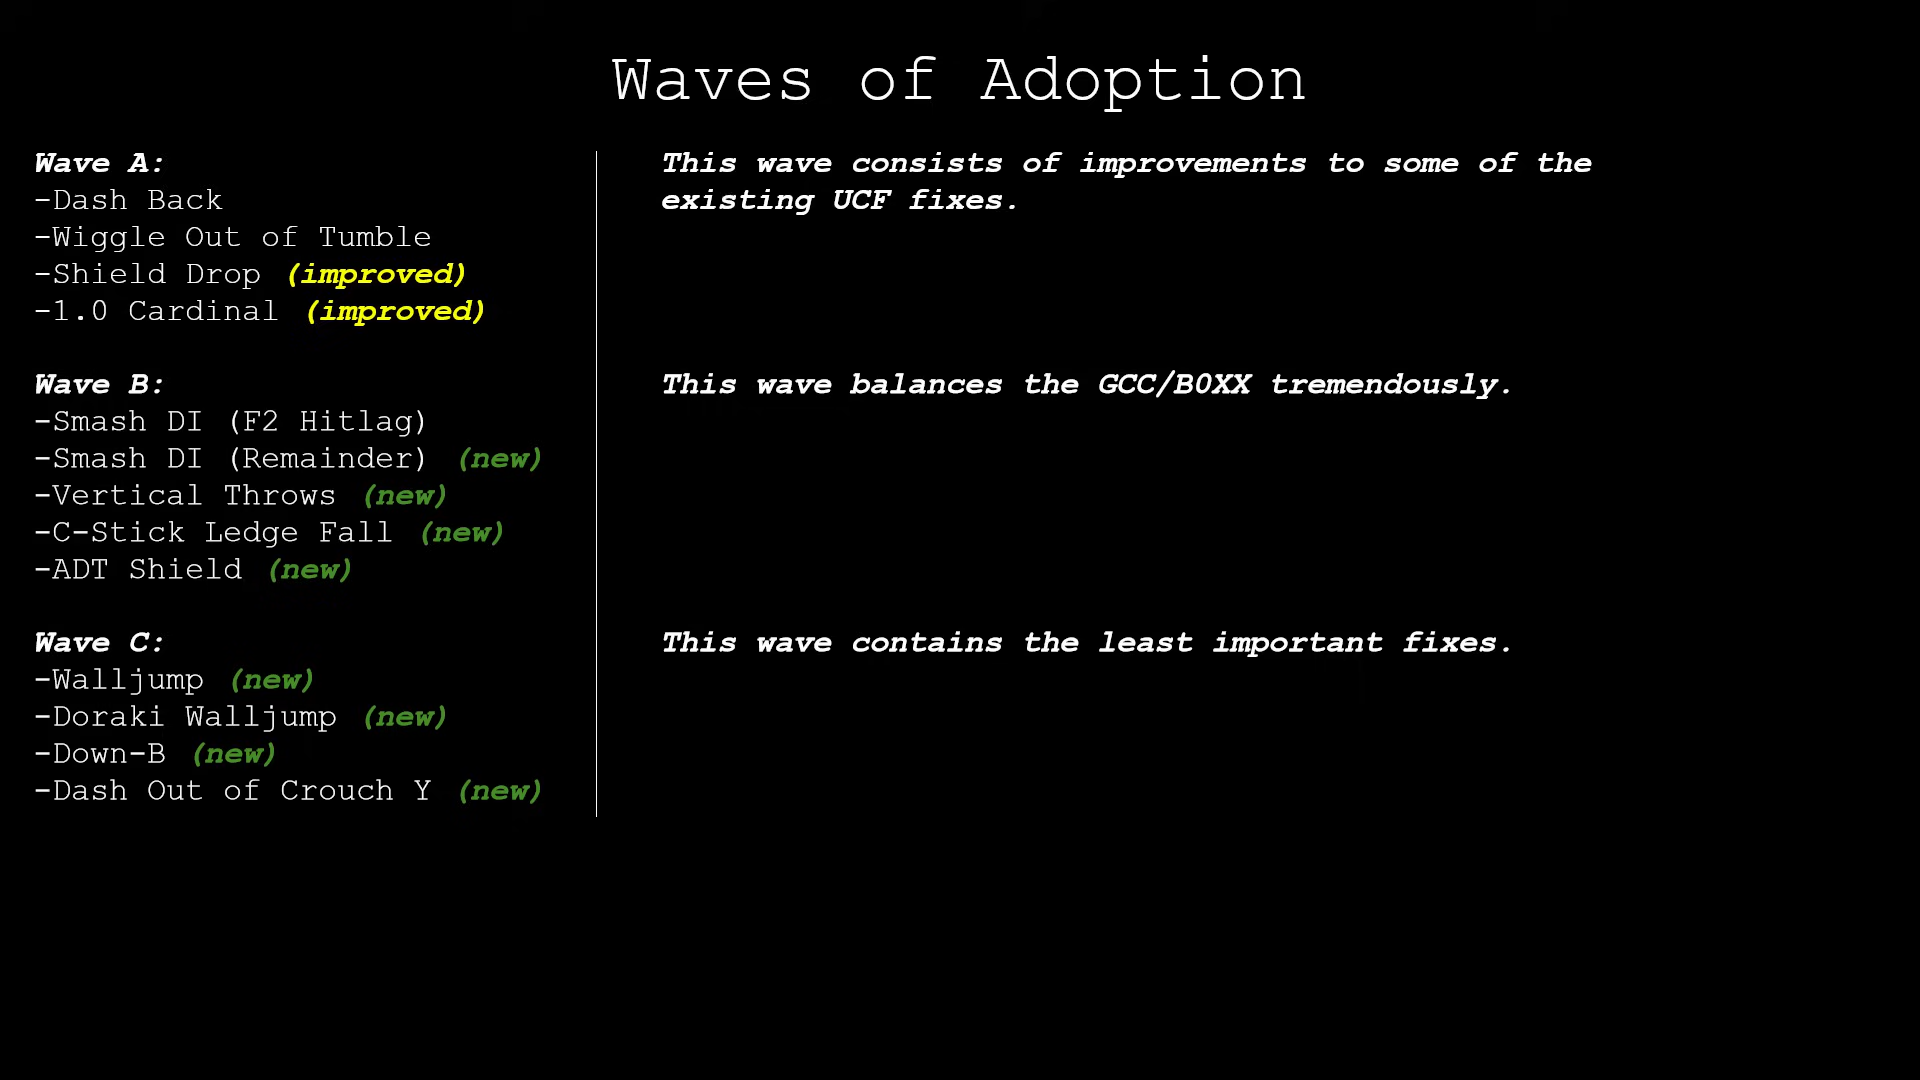 Waves of Adoption
Wave A:
-Dash Back
-Wiggle Out of Tumble
-Shield Drop (improved)
-1.0 Cardinal (improved)
This wave consists of improvements to some of the
existing UCF fixes.
Wave B:
-Smash DI (F2 Hitlag)
-Smash DI (Remainder) (new)
-Vertical Throws (new)
-C-Stick Ledge Fall (new)
-ADT Shield (new)
This wave balances the GCC/B0XX tremendously.
Wave C:
-Walljump (new)
-Doraki Walljump (new)
-Down-B (new)
-Dash Out of Crouch Y (new)
This wave contains the least important fixes.